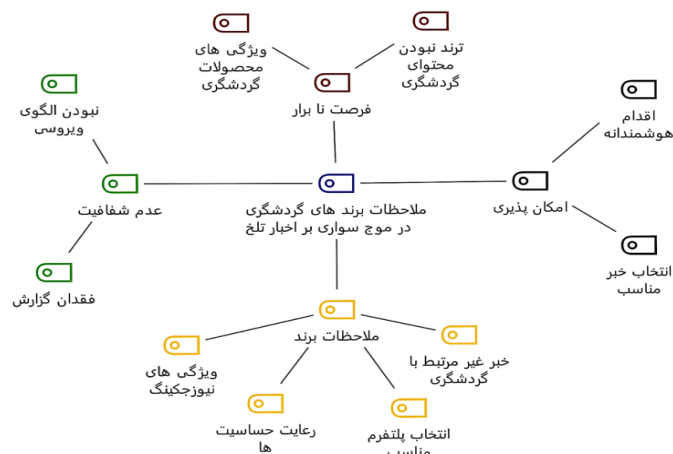 ترند نبودن
محتوای
گردشگری
ویژگی های
محصولات
گردشگری
فرصت نا برار
نبودن الگوی
ویروسی
اقدام
هوشمندانه
ملاحظات برند های گردشگری
در موج سواری بر اخبار تلخ
امکان پذیری
عدم شفافیت
انتخاب خبر
مناسب
فقدان گزارش
ملاحظات برند
خبر غیر مرتبط با
گردشگری
ویژگی های
نیوزجکینگ
رعایت حساسیت
ها
انتخاب پلتفرم
مناسب